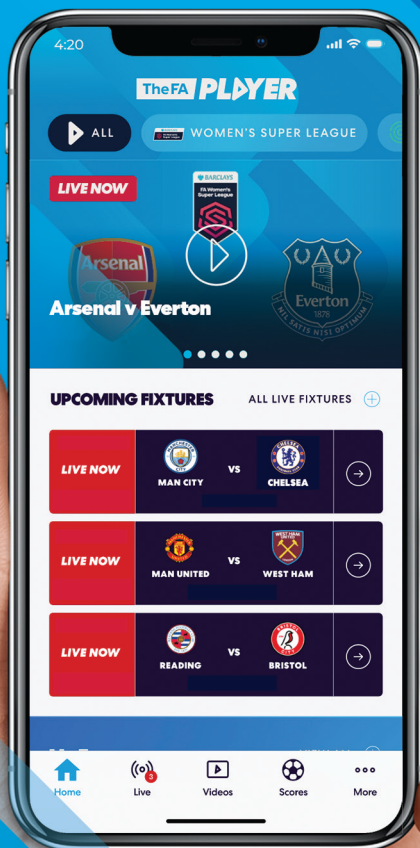 4:20
TheFA PLAYER
ALL
WOMEN'S SUPER LEAGUE
LIVE NOW
BARCLAYS
FA Women's
Super League
Arsenal
Everton
1878
NIL SATIS NISI OPTIMUM
Arsenal v Everton
UPCOMING FIXTURES
ALL LIVE FIXTURES
LIVE NOW
MAN CITY
VS
CHELSEA
LIVE NOW
MAN UNITED
VS
WEST HAM
LIVE NOW
READING
VS
BRISTOL
3
Home
Live
Videos
Scores
More